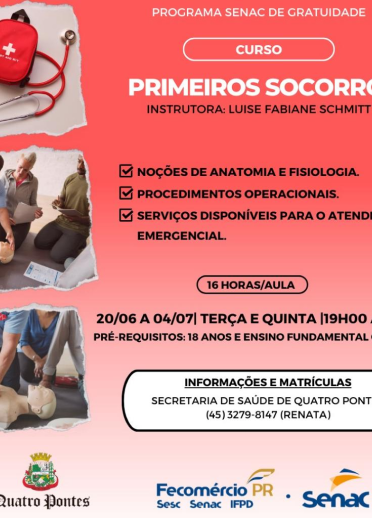 PROGRAMA SENAC DE GRATUIDADE
CURSO
PRIMEIROS SOCORRO
INSTRUTORA: LUISE FABIANE SCHMITT
NOÇÕES DE ANATOMIA E FISIOLOGIA.
PROCEDIMENTOS OPERACIONAIS.
SERVIÇOS DISPONÍVEIS PARA O ATENDI
EMERGENCIAL.
16 HORAS/AULA
20/06 A 04/07| TERÇA E QUINTA |19H00
PRÉ-REQUISITOS: 18 ANOS E ENSINO FUNDAMENTAL
INFORMAÇÕES E MATRÍCULAS
SECRETARIA DE SAÚDE DE QUATRO PONT
(45) 3279-8147 (RENATA)
Quatro Pontes
Fecomércio PR
Sesc Senac IFPD
Senac